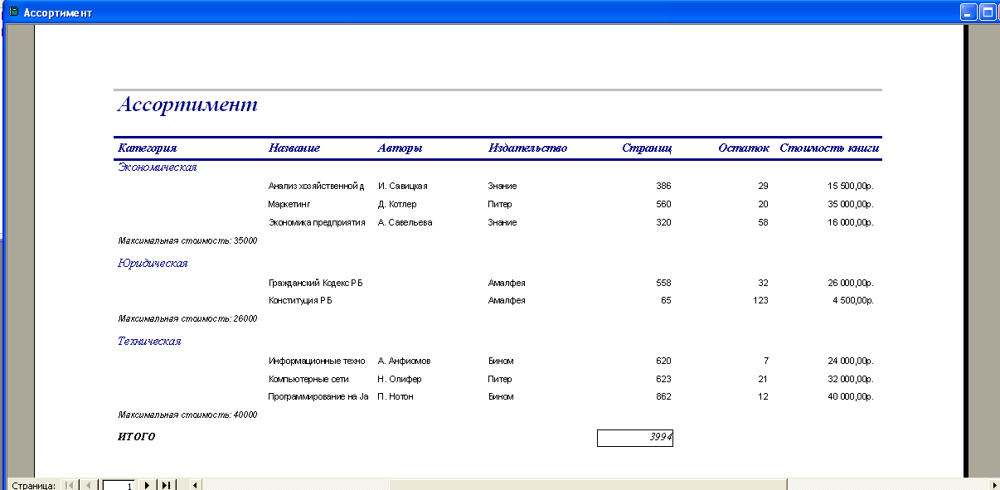 Ассортимент
Ассортимент
Категория Название Авторы Издательство Страниц Остаток Стоимость книги
Экономическая
Анализ хозяйственной д И. Савицкая Знание 386 29 15 500,00р.
Маркетинг Д. Котлер Питер 560 20 35 000,00р.
Экономика предприятия А. Савельева Знание 320 58 16 000,00р.
Максимальная стоимость: 35000
Юридическая
Гражданский Кодекс РБ Амалфея 558 32 26 000,00р.
Конституция РБ Амалфея 65 123 4 500,00р.
Максимальная стоимость: 26000
Техническая
Информационные техно А. Анфиомов Бином 620 7 24 000,00р.
Компьютерные сети Н. Олифер Питер 623 21 32 000,00р.
Программирование на Ja П. Нотон Бином 862 12 40 000,00р.
Максимальная стоимость: 40000
ИТОГО 3994
Страница: 1